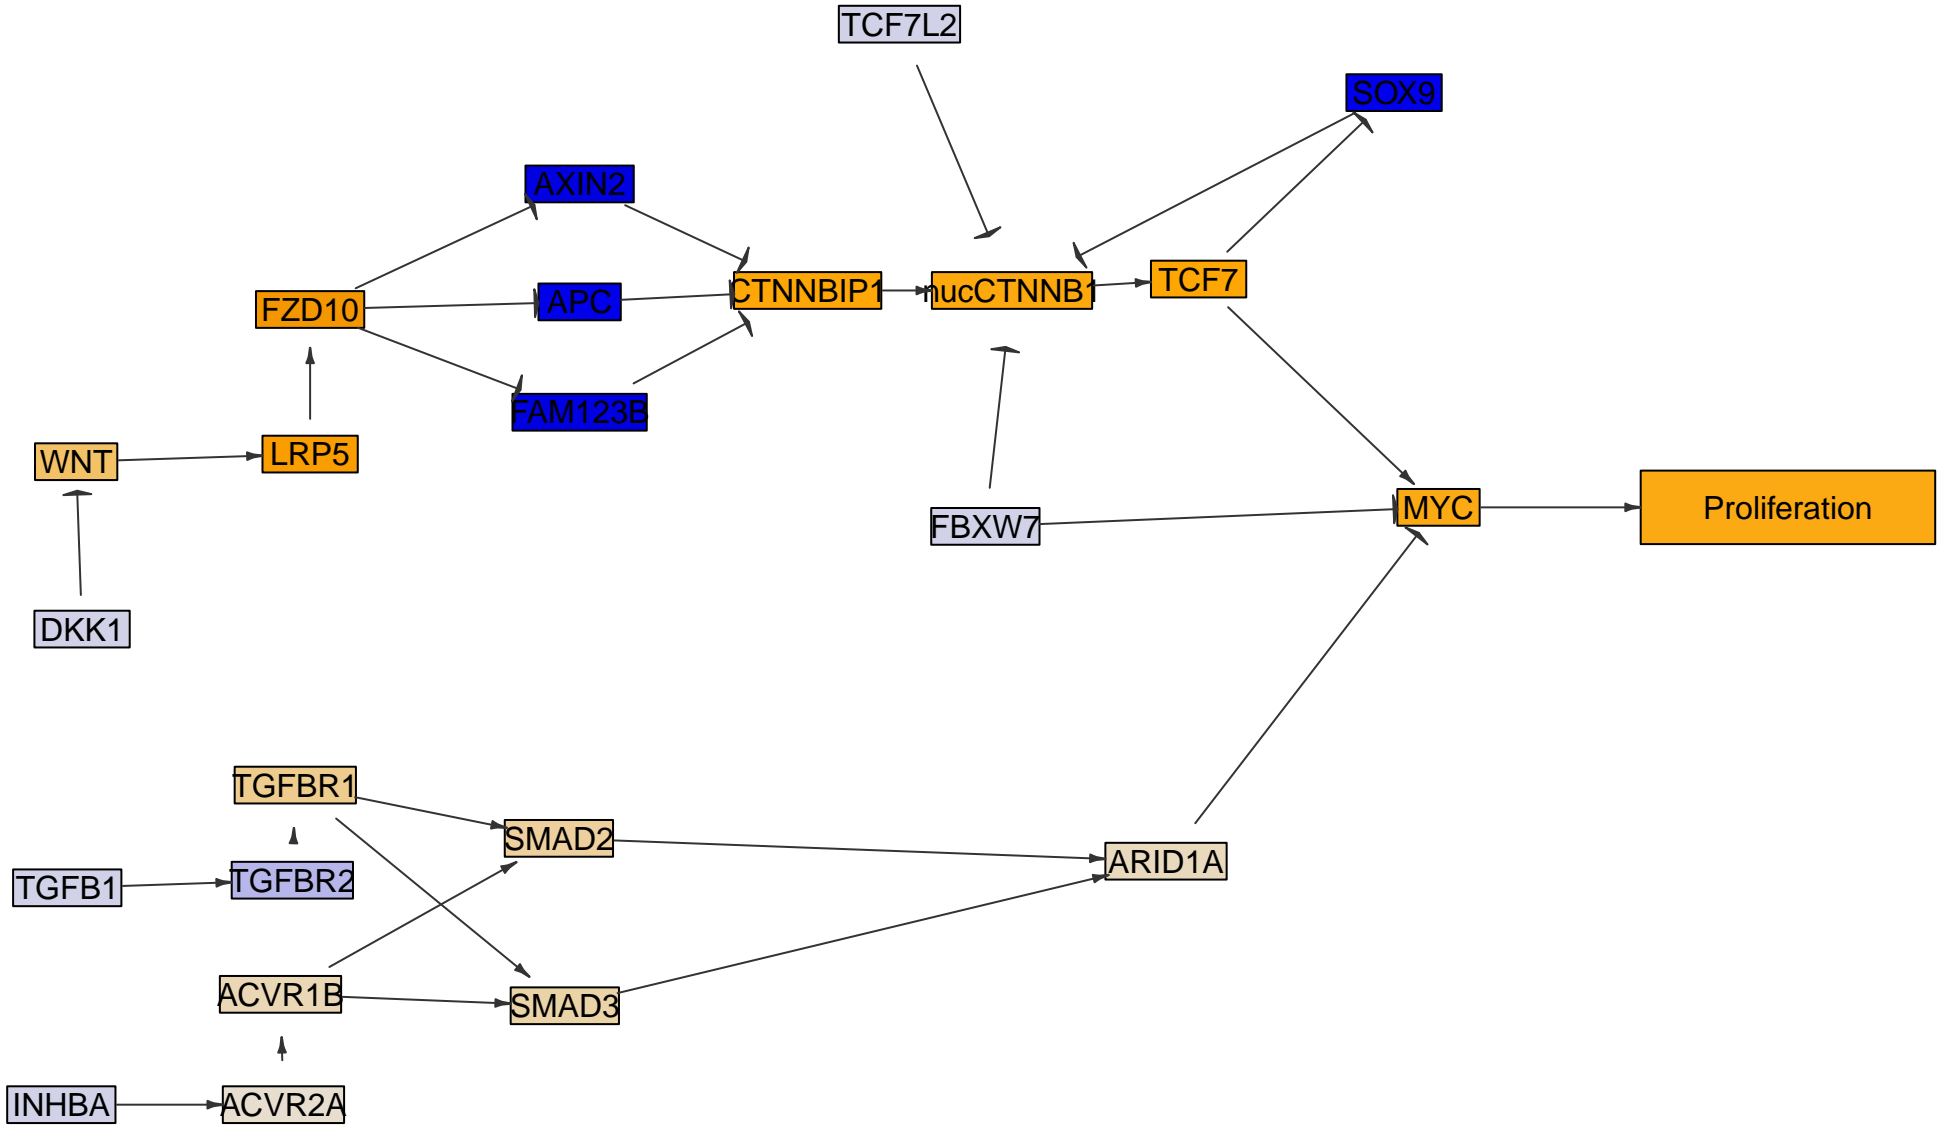 TCF7L2
SOX9
AXIN2
FZD10
APC
CTNNBIP1
nucCTNNB1
TCF7
FAM123B
WNT
LRP5
FBXW7
MYC
Proliferation
DKK1
TGFBR1
SMAD2
ARID1A
TGFB1
TGFBR2
ACVR1B
SMAD3
INHBA
ACVR2A